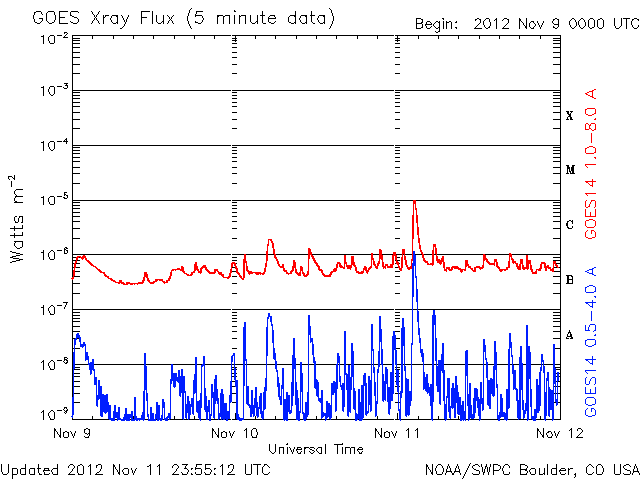 GOES Xray Flux (5 minute data)
Begin: 2012 Nov 9 0000 UTC
10⁻²
10⁻³
10⁻⁴
10⁻⁵
10⁻⁶
10⁻⁷
10⁻⁸
10⁻⁹
Watts m⁻²
X
M
C
B
A
GOES14 1.0-8.0 A
GOES14 0.5-4.0 A
Nov 9 Nov 10 Nov 11 Nov 12
Universal Time
Updated 2012 Nov 11 23:55:12 UTC
NOAA/SWPC Boulder, CO USA